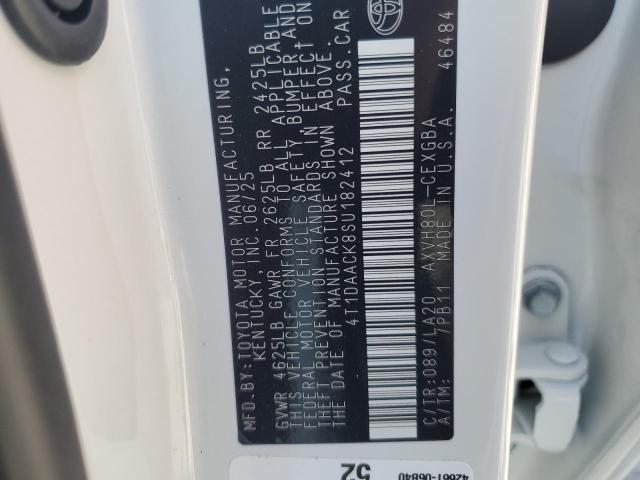 MFD.BY:TOYOTA MOTOR MANUFACTURING,
KENTUCKY, INC. 06/25
GVWR 4625LB GAWR FR 2625LB RR 2425LB
THIS VEHICLE CONFORMS TO ALL APPLICABLE
FEDERAL MOTOR VEHICLE SAFETY, BUMPER, AND
THEFT PREVENTION STANDARDS IN EFFECT ON
THE DATE OF MANUFACTURE SHOWN ABOVE.
4T1DAACK8SU182412 PASS.CAR
C/TR:089/LA20 AXVH80L-CEXGBA
A/TM: /PB11 MADE IN U.S.A. 46484
52
42661-06840